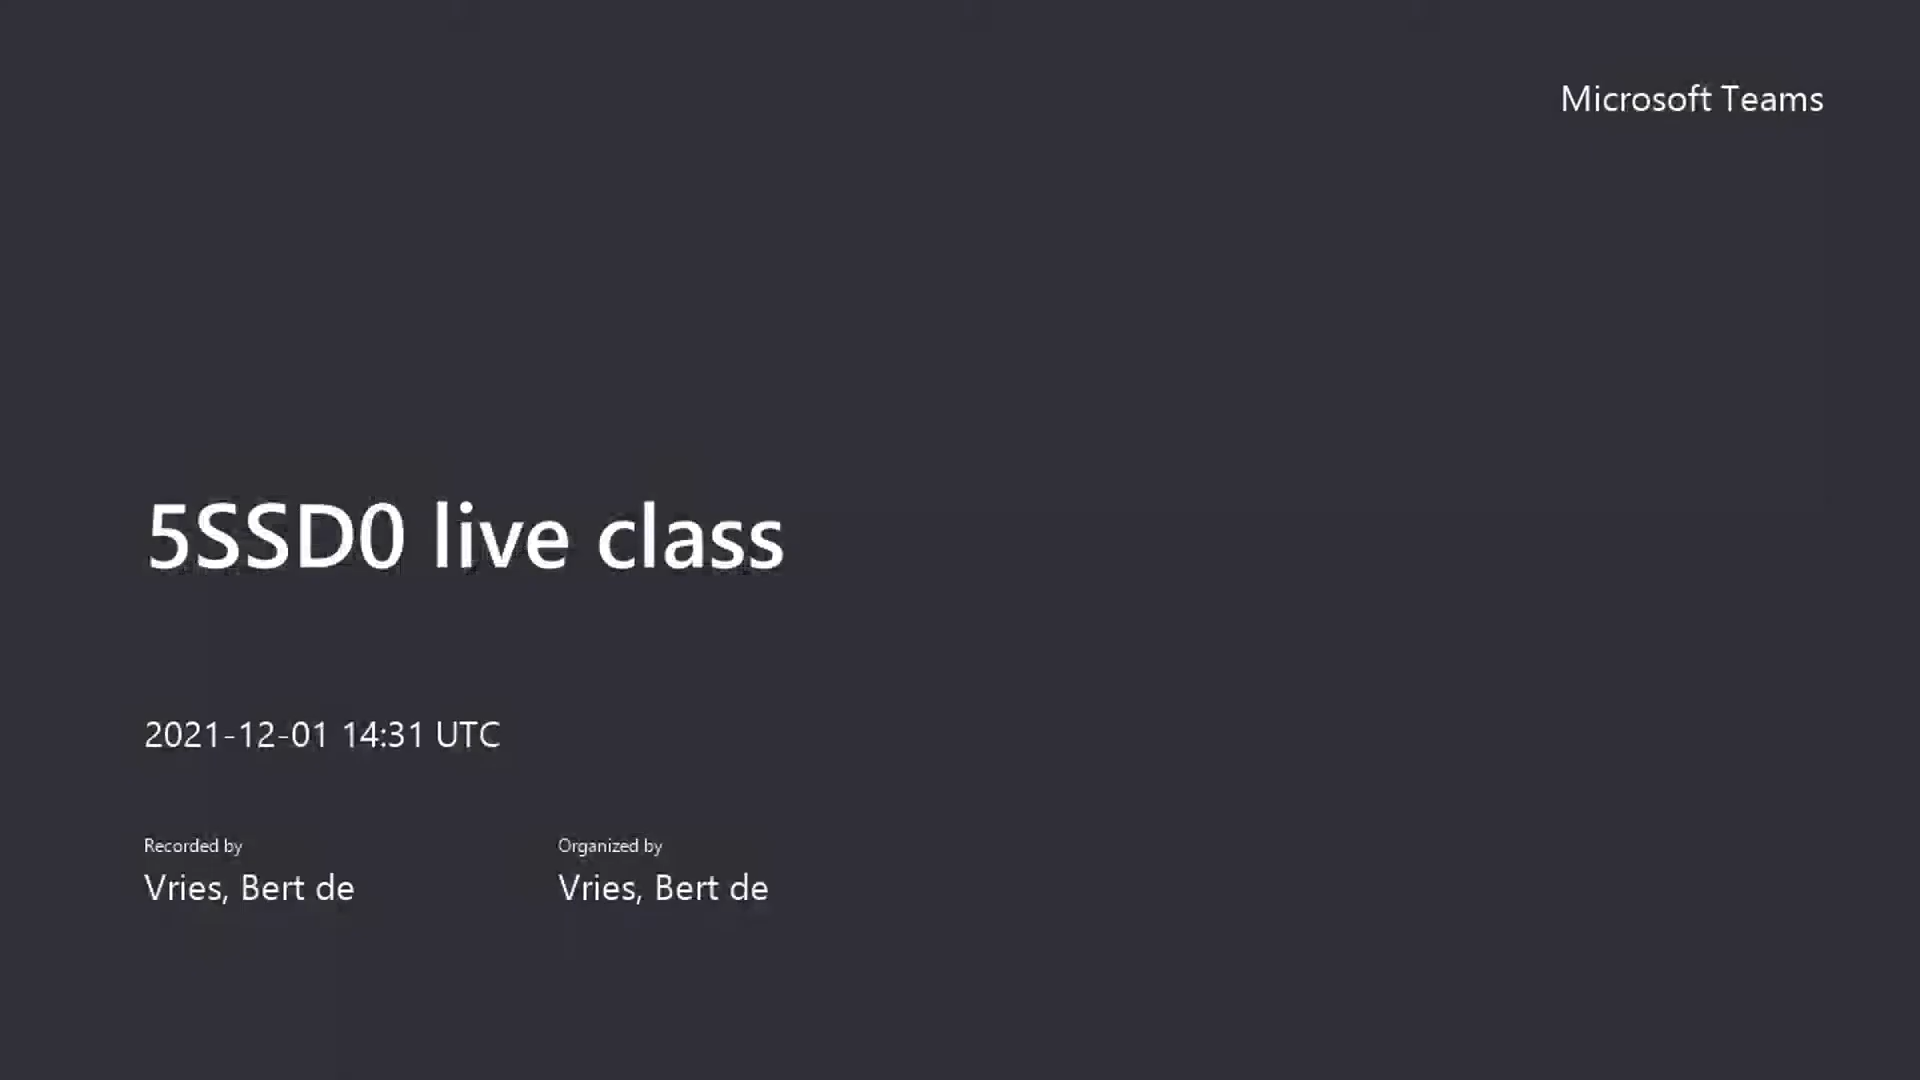 Microsoft Teams
5SSD0 live class
2021-12-01 14:31 UTC
Recorded by
Vries, Bert de
Organized by
Vries, Bert de